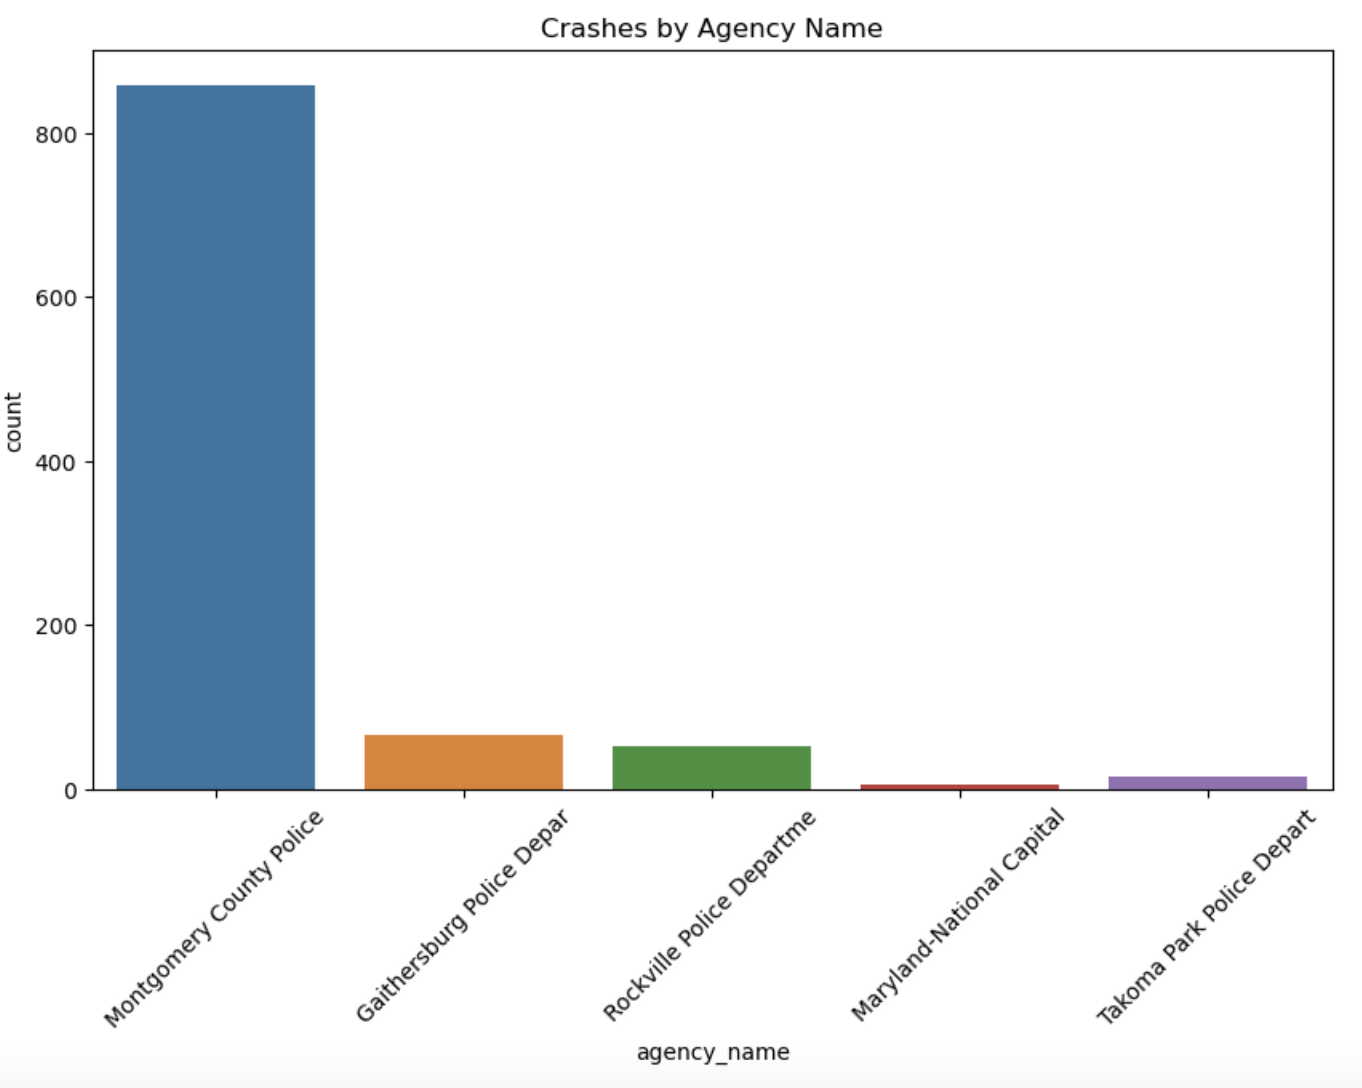 Crashes by Agency Name
800
600
400
200
0
count
Montgomery County Police
Gaithersburg Police Depar
Rockville Police Departme
Maryland-National Capital
Takoma Park Police Depart
agency_name